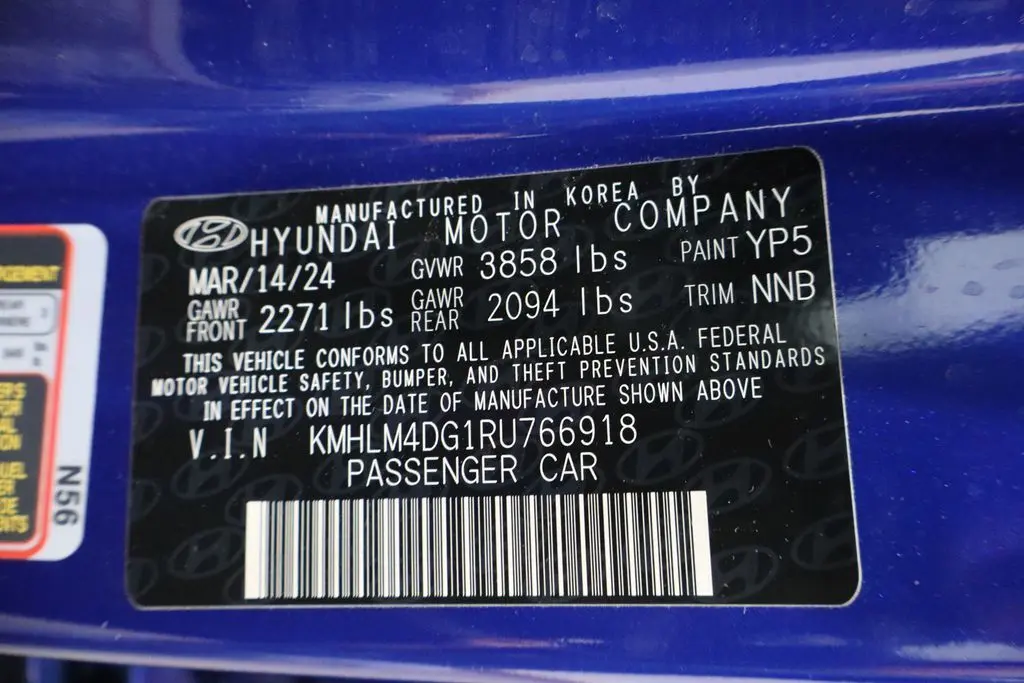 MANUFACTURED IN KOREA BY
HYUNDAI MOTOR COMPANY
MAR/14/24 GVWR 3858 lbs PAINT YP5
GAWR FRONT 2271 lbs GAWR REAR 2094 lbs TRIM NNB
THIS VEHICLE CONFORMS TO ALL APPLICABLE U.S.A. FEDERAL
MOTOR VEHICLE SAFETY, BUMPER, AND THEFT PREVENTION STANDARDS
IN EFFECT ON THE DATE OF MANUFACTURE SHOWN ABOVE
V.I.N KMHLM4DG1RU766918
PASSENGER CAR
N56